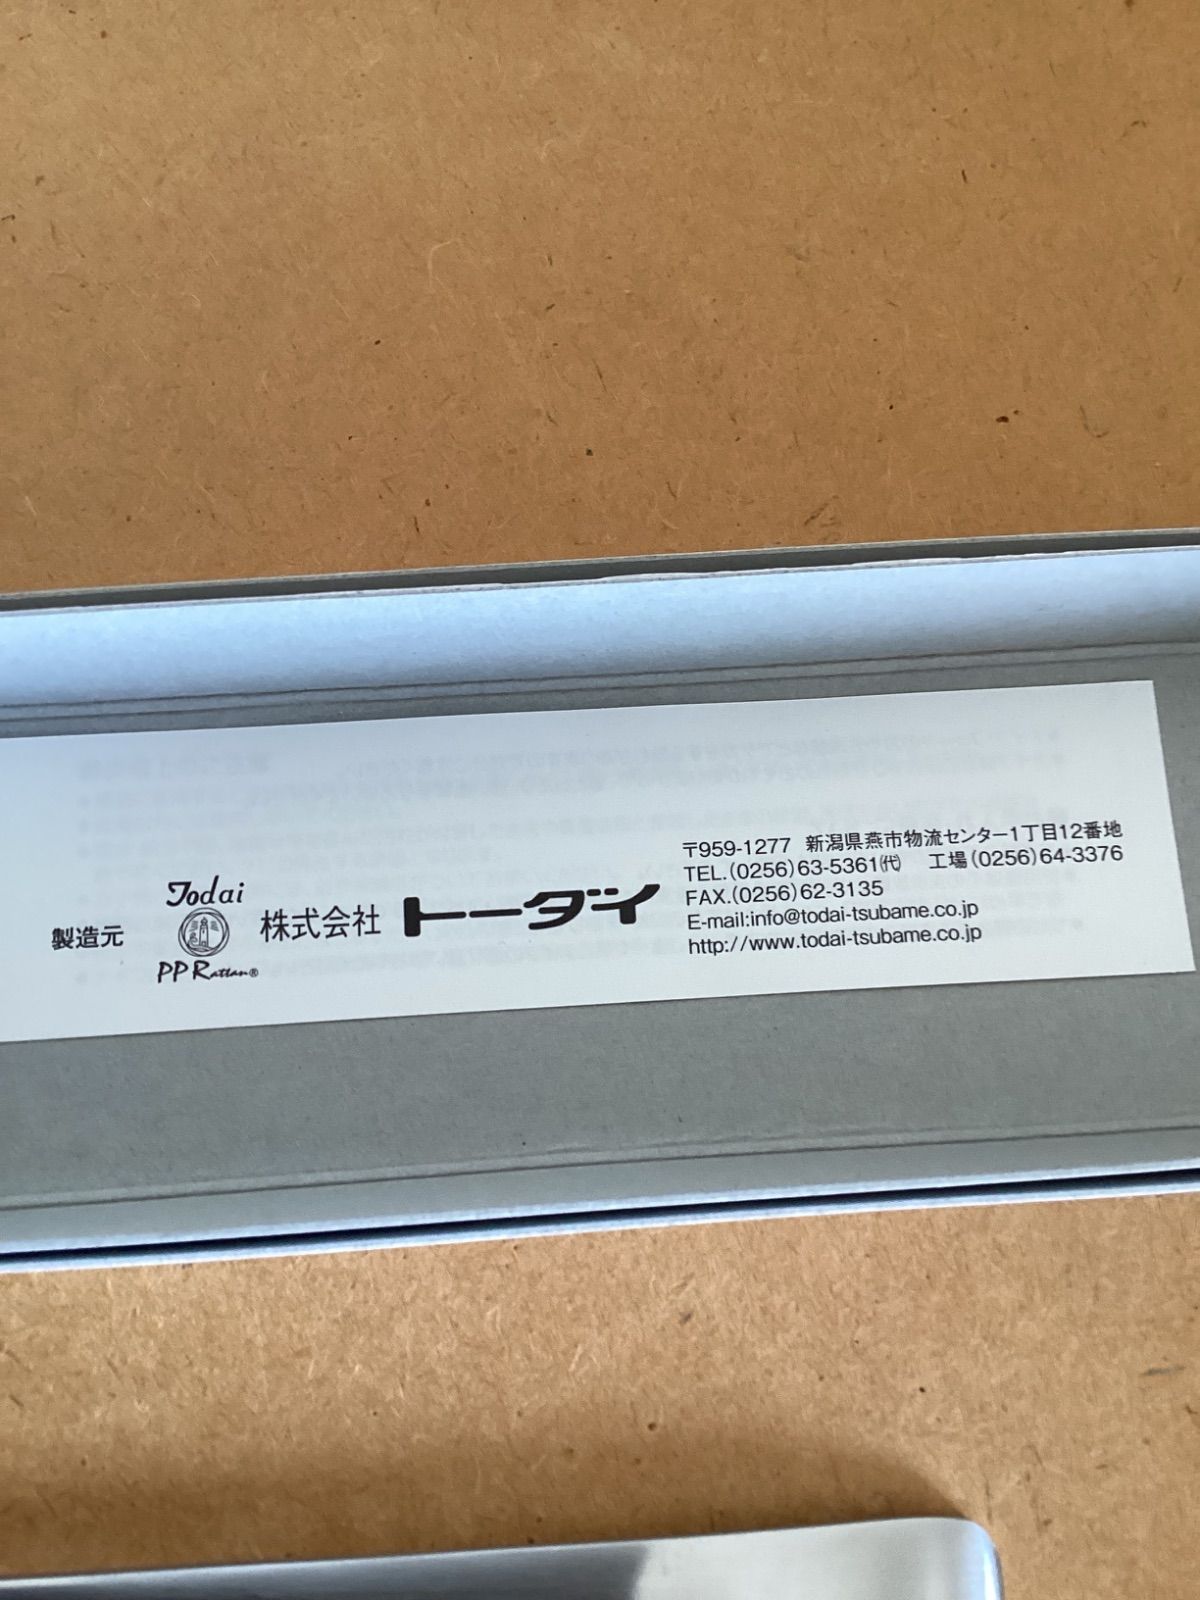 製造元
Todai
PP Rattan®
株式会社 トーダイ
〒959-1277 新潟県燕市物流センター1丁目12番地
TEL.(0256)63-5361㈹ 工場(0256)64-3376
FAX.(0256)62-3135
E-mail:info@todai-tsubame.co.jp
http://www.todai-tsubame.co.jp